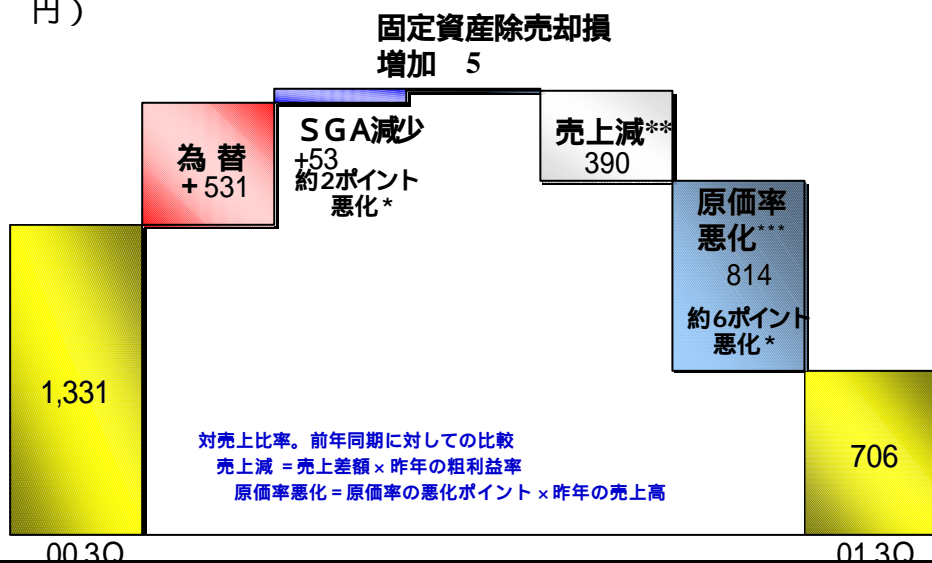 円）
固定資産除売却損
増加 5
為 替
+ 531
ＳＧＡ減少
+53
約2ポイント
悪化*
売上減**
390
原価率
悪化***
814
約6ポイント
悪化*
1,331
706
対売上比率。前年同期に対しての比較
売上減 =売上差額×昨年の粗利益率
原価率悪化=原価率の悪化ポイント×昨年の売上高
00.3Q
01.3Q